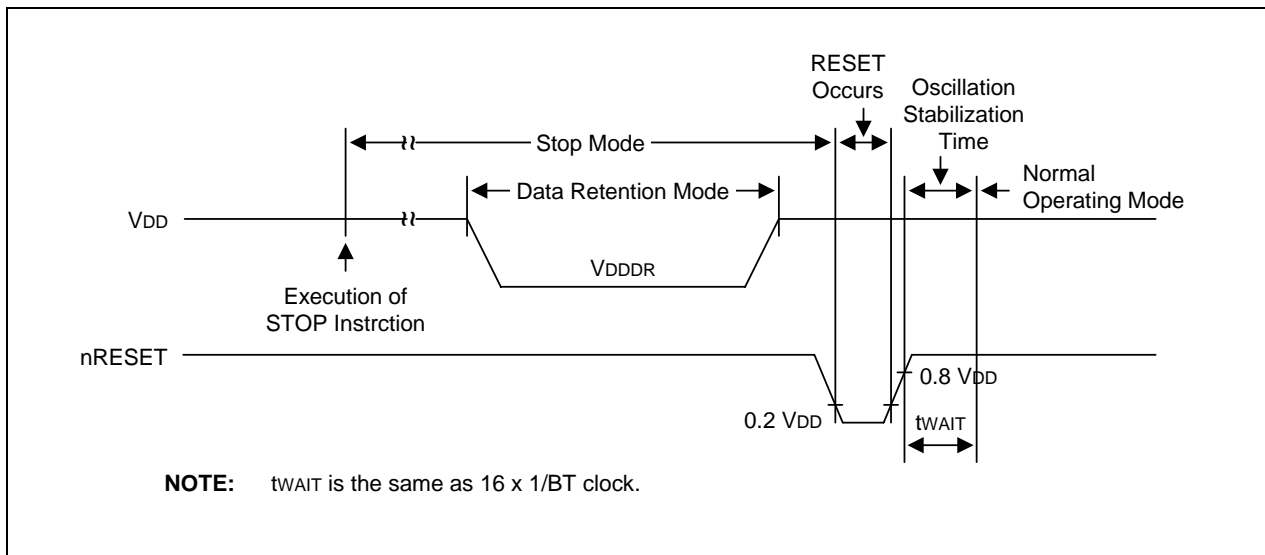 RESET
Occurs
Oscillation
Stabilization
Time
Stop Mode
Data Retention Mode
Normal
Operating Mode
VDD
VDDDR
Execution of
STOP Instrction
nRESET
0.8 VDD
0.2 VDD
tWAIT
NOTE: tWAIT is the same as 16 x 1/BT clock.